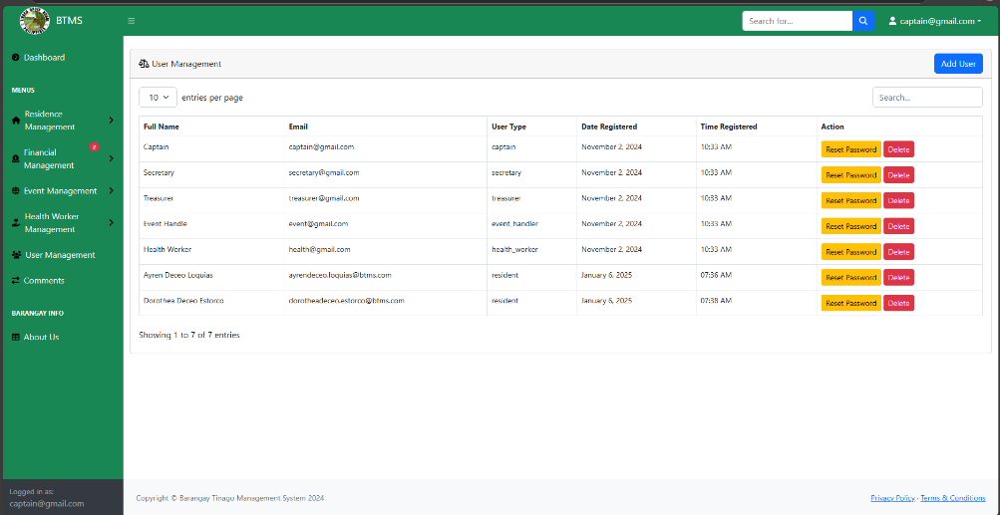 BTMS
Search for...
captain@gmail.com
Dashboard
MENUS
Residence
Management
Financial
Management
2
Event Management
Health Worker
Management
User Management
Comments
BARANGAY INFO
About Us
Logged in as:
captain@gmail.com
User Management
Add User
10 entries per page
Search...
Full Name Email User Type Date Registered Time Registered Action
Captain captain@gmail.com captain November 2, 2024 10:33 AM Reset Password Delete
Secretary secretary@gmail.com secretary November 2, 2024 10:33 AM Reset Password Delete
Treasurer treasurer@gmail.com treasurer November 2, 2024 10:33 AM Reset Password Delete
Event Handle event@gmail.com event_handler November 2, 2024 10:33 AM Reset Password Delete
Health Worker health@gmail.com health_worker November 2, 2024 10:33 AM Reset Password Delete
Ayren Deceo Loquias ayrendeceo.loquias@btms.com resident January 6, 2025 07:36 AM Reset Password Delete
Dorothea Deceo Estorco dorotheadeceo.estorco@btms.com resident January 6, 2025 07:38 AM Reset Password Delete
Showing 1 to 7 of 7 entries
Copyright © Barangay Tinago Management System 2024
Privacy Policy · Terms & Conditions